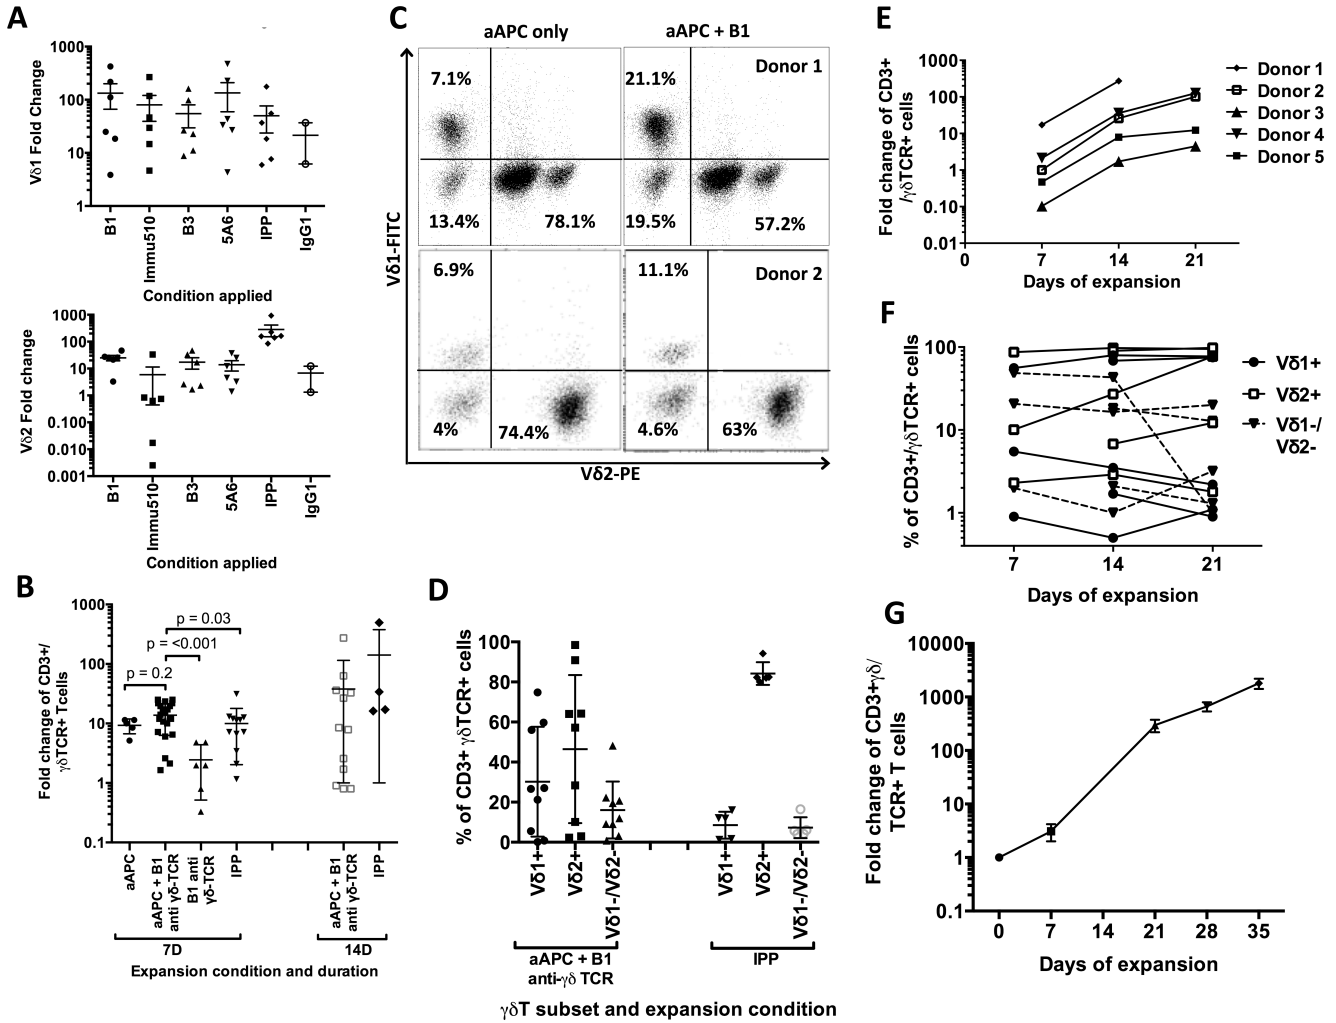 A
1000
100
10
1
Vδ1 Fold Change
B1
Immu510
B3
5A6
IPP
IgG1
Condition applied
1000
100
10
1
0.100
0.010
0.001
Vδ2 Fold change
B1
Immu510
B3
5A6
IPP
IgG1
Condition applied
B
1000
100
10
1
0.1
Fold change of CD3+/
γδTCR+ Tcells
p = 0.03
p = <0.001
p = 0.2
aAPC
aAPC + B1
anti γδ-TCR
B1 anti
γδ-TCR
IPP
aAPC + B1
anti γδ-TCR
IPP
7D
14D
Expansion condition and duration
C
aAPC only
aAPC + B1
7.1%
13.4%
78.1%
21.1%
Donor 1
19.5%
57.2%
6.9%
4%
74.4%
11.1%
Donor 2
4.6%
63%
Vδ1-FITC
Vδ2-PE
D
100
80
60
40
20
0
% of CD3+ γδTCR+ cells
Vδ1+
Vδ2+
Vδ1-/Vδ2-
Vδ1+
Vδ2+
Vδ1-/Vδ2-
aAPC + B1
anti-γδ TCR
IPP
γδT subset and expansion condition
E
1000
100
10
1
0.10
0.01
Fold change of CD3+
/γδTCR+ cells
0
7
14
21
Days of expansion
Donor 1
Donor 2
Donor 3
Donor 4
Donor 5
F
100
10
1
% of CD3+/γδTCR+ cells
7
14
21
Days of expansion
Vδ1+
Vδ2+
Vδ1-/
Vδ2-
G
10000
1000
100
10
1
0.1
Fold change of CD3+γδ/
TCR+ T cells
0
7
14
21
28
35
Days of expansion